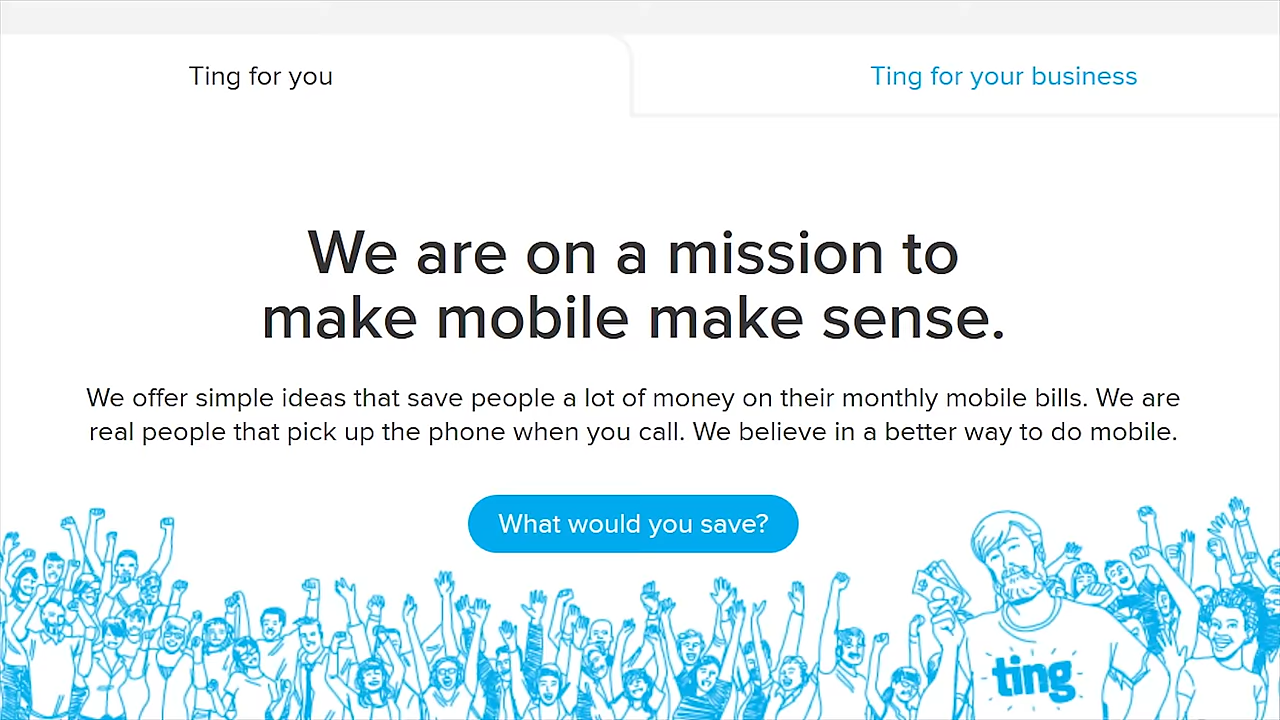 Ting for you
Ting for your business
We are on a mission to
make mobile make sense.
We offer simple ideas that save people a lot of money on their monthly mobile bills. We are
real people that pick up the phone when you call. We believe in a better way to do mobile.
What would you save?
ting